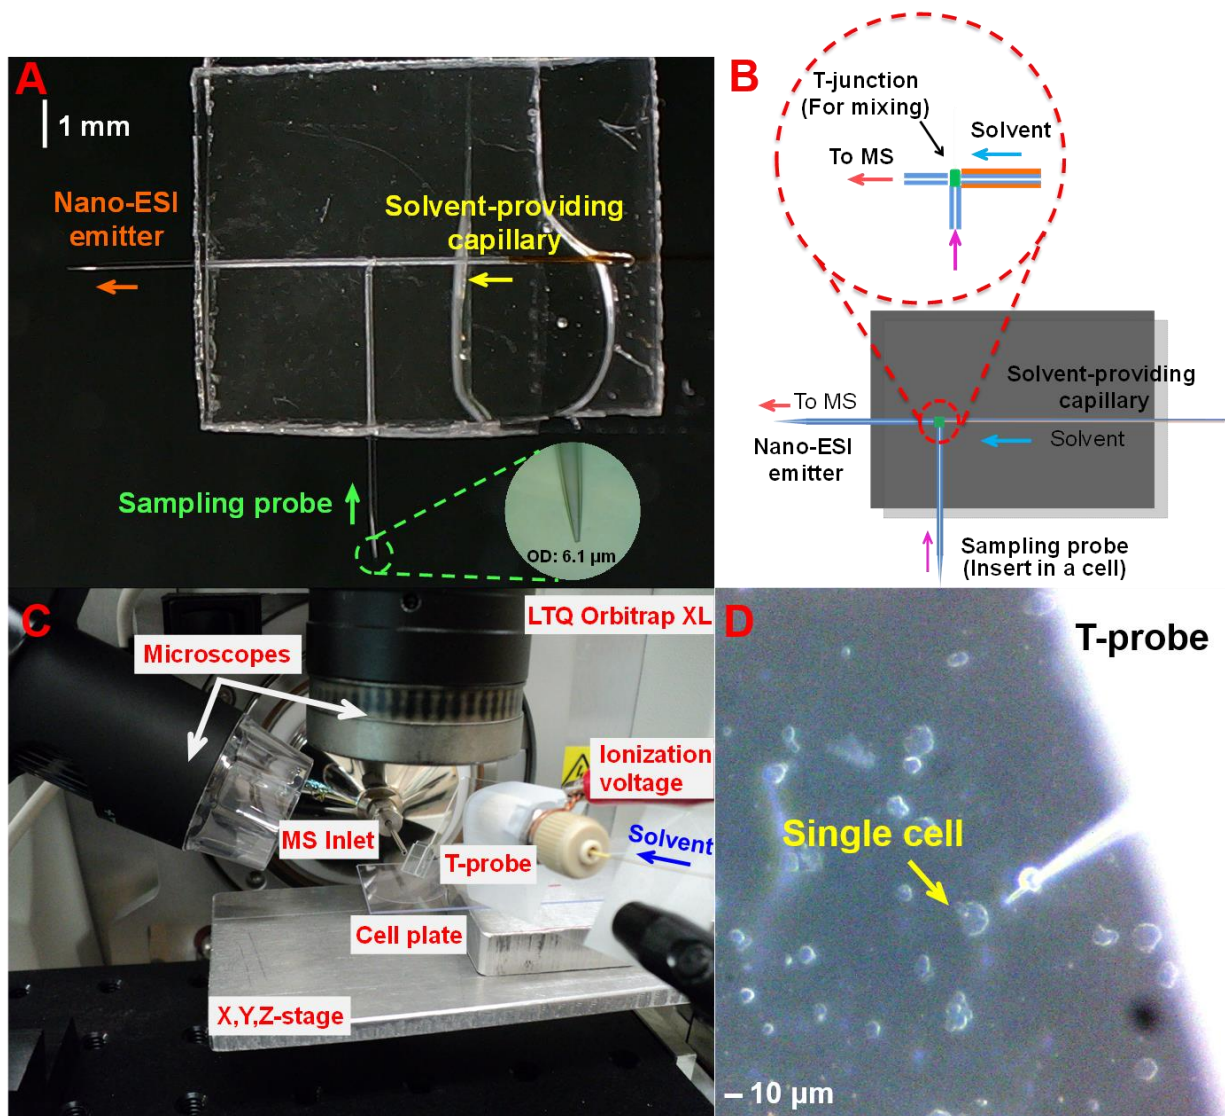 A
1 mm
Nano-ESI
emitter
Solvent-providing
capillary
Sampling probe
OD: 6.1 µm
B
T-junction
(For mixing)
Solvent
To MS
Solvent-providing
capillary
To MS
Solvent
Nano-ESI
emitter
Sampling probe
(Insert in a cell)
C
LTQ Orbitrap XL
Microscopes
Ionization
voltage
MS Inlet
Solvent
T-probe
Cell plate
X,Y,Z-stage
D
T-probe
Single cell
10 µm